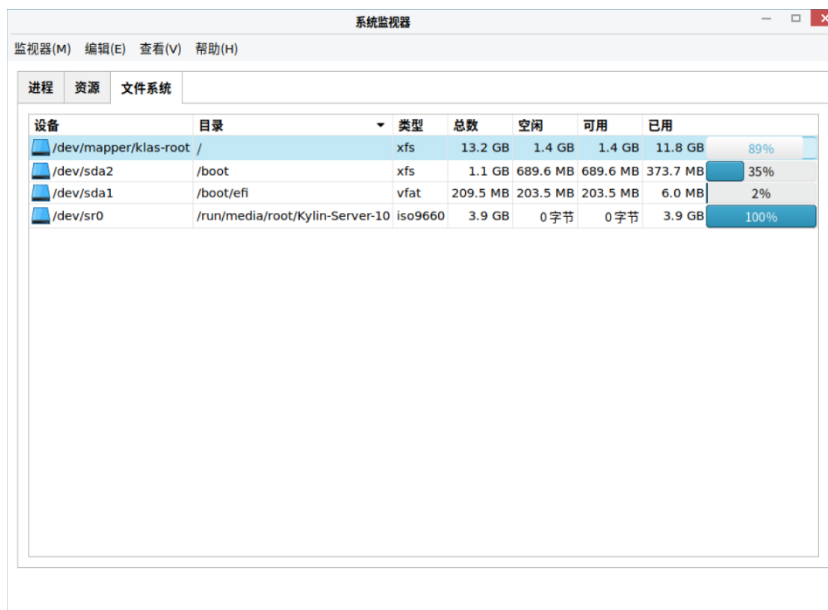 系统监视器
监视器(M) 编辑(E) 查看(V) 帮助(H)
进程 资源 文件系统
设备 目录 类型 总数 空闲 可用 已用
/dev/mapper/klas-root / xfs 13.2 GB 1.4 GB 1.4 GB 11.8 GB 89%
/dev/sda2 /boot xfs 1.1 GB 689.6 MB 689.6 MB 373.7 MB 35%
/dev/sda1 /boot/efi vfat 209.5 MB 203.5 MB 203.5 MB 6.0 MB 2%
/dev/sr0 /run/media/root/Kylin-Server-10 iso9660 3.9 GB 0字节 0字节 3.9 GB 100%